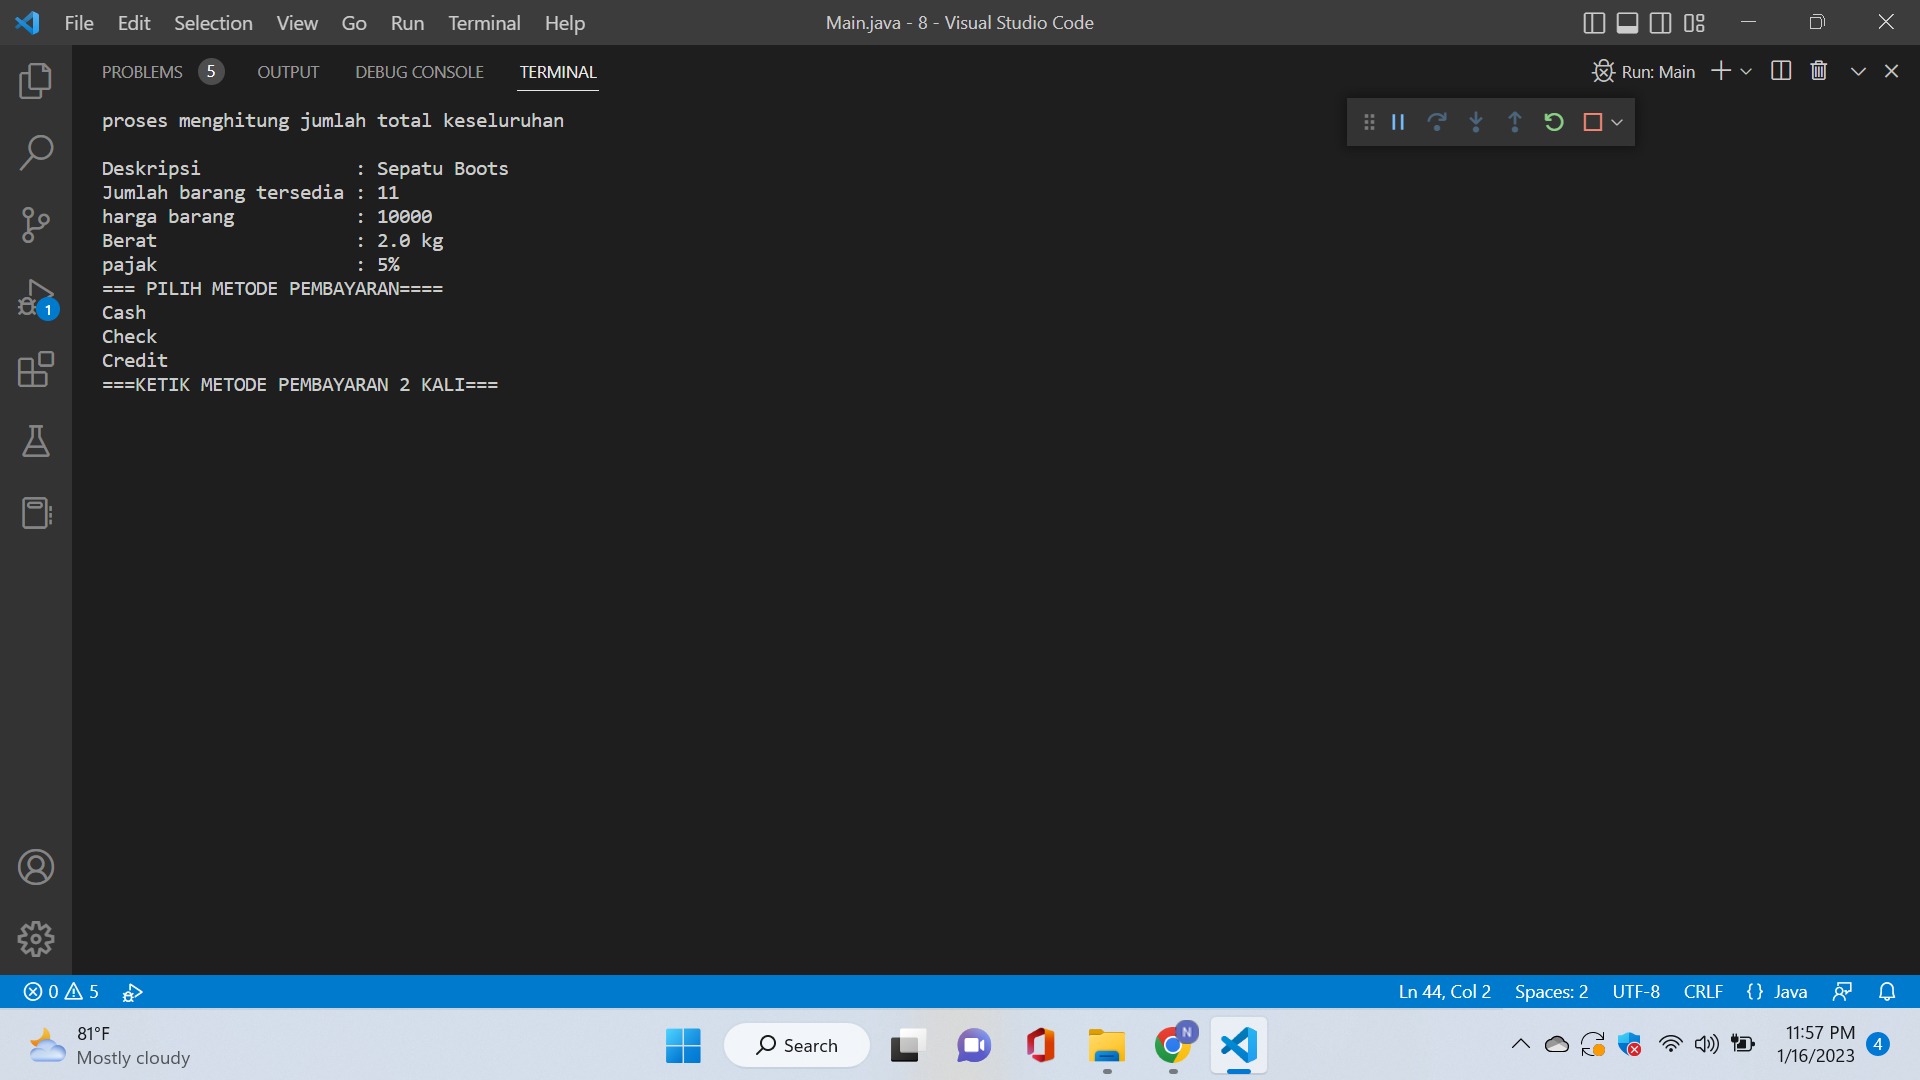 File Edit Selection View Go Run Terminal Help Main.java - 8 - Visual Studio Code
PROBLEMS 5 OUTPUT DEBUG CONSOLE TERMINAL Run: Main
proses menghitung jumlah total keseluruhan
Deskripsi : Sepatu Boots
Jumlah barang tersedia : 11
harga barang : 10000
Berat : 2.0 kg
pajak : 5%
=== PILIH METODE PEMBAYARAN====
Cash
Check
Credit
===KETIK METODE PEMBAYARAN 2 KALI===
1
0 5 Ln 44, Col 2 Spaces: 2 UTF-8 CRLF {} Java
81°F
Mostly cloudy
Search
N
11:57 PM
1/16/2023
4